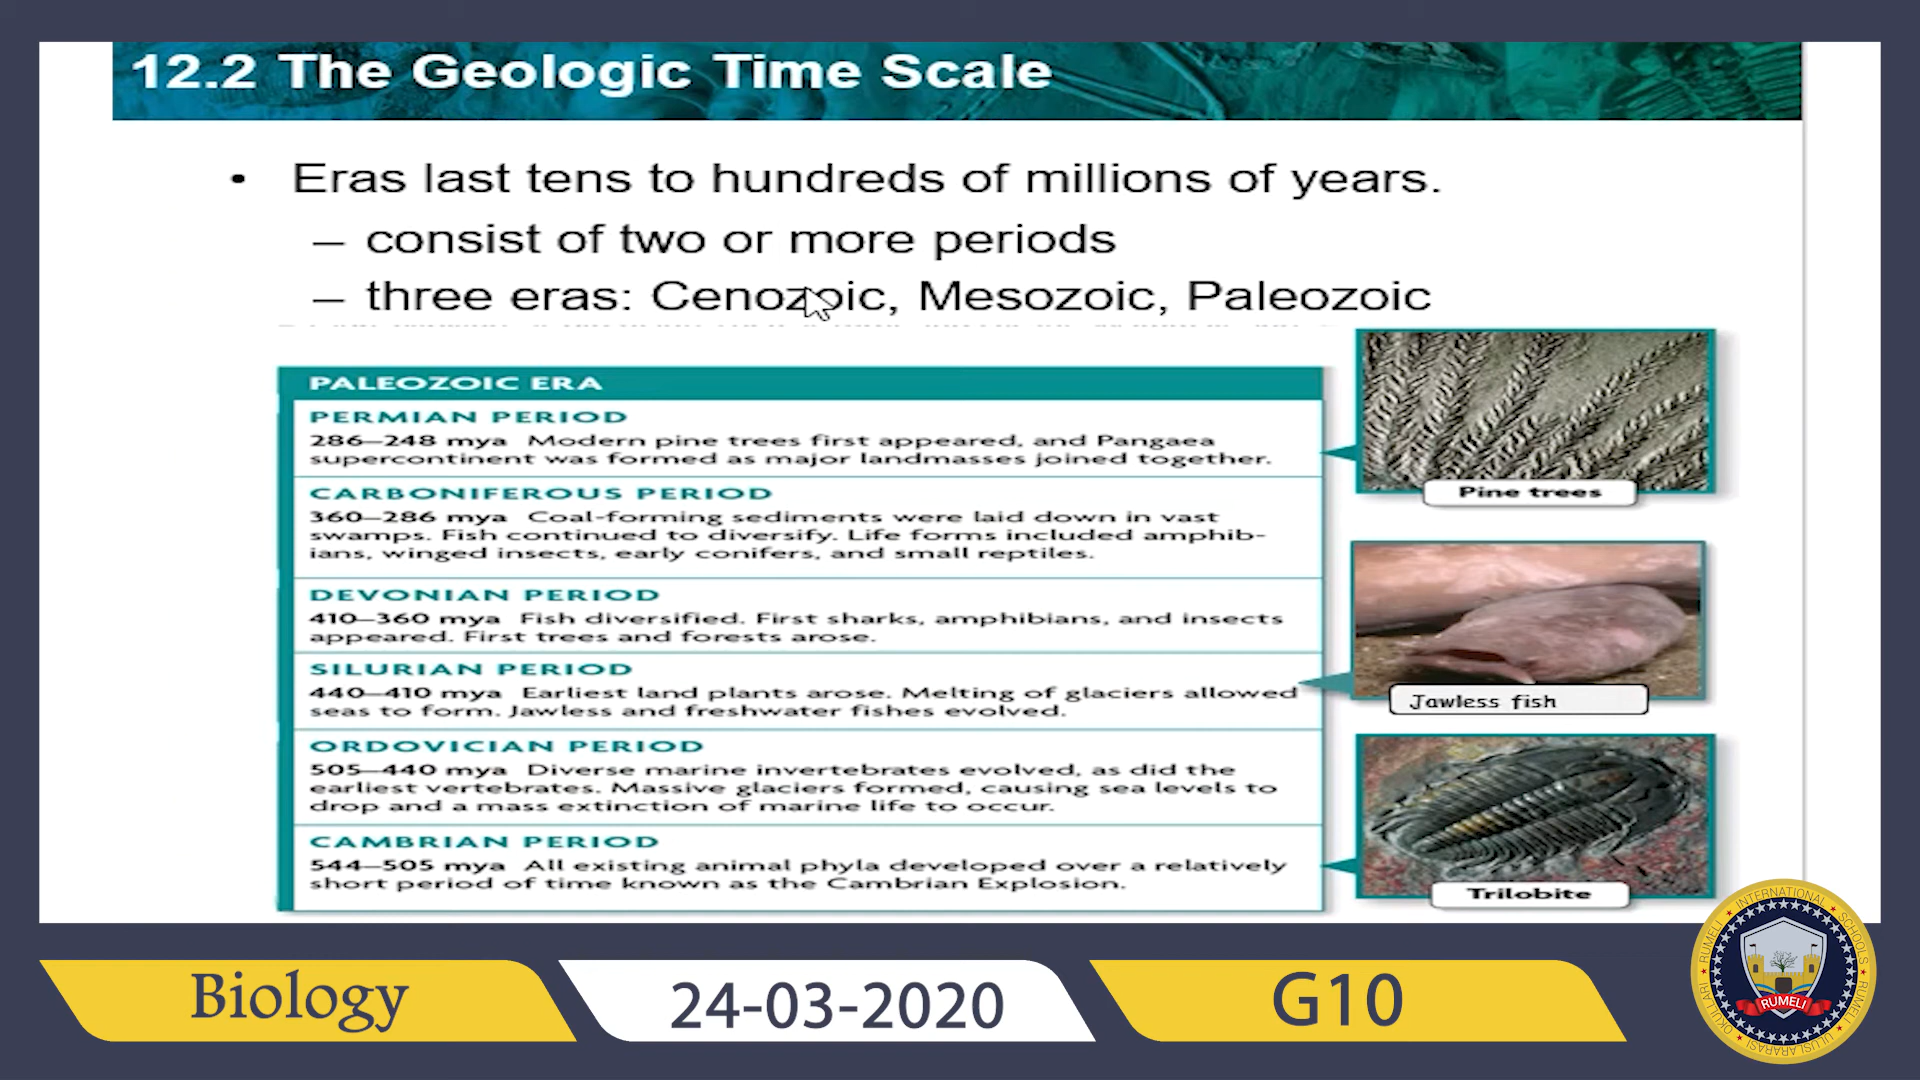 12.2 The Geologic Time Scale
• Eras last tens to hundreds of millions of years.
– consist of two or more periods
– three eras: Cenozoic, Mesozoic, Paleozoic
PALEOZOIC ERA
PERMIAN PERIOD
286–248 mya Modern pine trees first appeared, and Pangaea
supercontinent was formed as major landmasses joined together.
CARBONIFEROUS PERIOD
360–286 mya Coal-forming sediments were laid down in vast
swamps. Fish continued to diversify. Life forms included amphib-
ians, winged insects, early conifers, and small reptiles.
DEVONIAN PERIOD
410–360 mya Fish diversified. First sharks, amphibians, and insects
appeared. First trees and forests arose.
SILURIAN PERIOD
440–410 mya Earliest land plants arose. Melting of glaciers allowed
seas to form. Jawless and freshwater fishes evolved.
ORDOVICIAN PERIOD
505–440 mya Diverse marine invertebrates evolved, as did the
earliest vertebrates. Massive glaciers formed, causing sea levels to
drop and a mass extinction of marine life to occur.
CAMBRIAN PERIOD
544–505 mya All existing animal phyla developed over a relatively
short period of time known as the Cambrian Explosion.
Pine trees
Jawless fish
Trilobite
Biology
24-03-2020
G10
RUMELI INTERNATIONAL SCHOOLS
RUMELI ULUSLARARASI OKULLARI
RUMELI